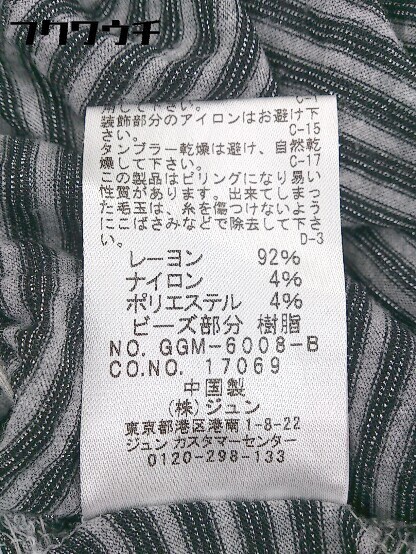 フクワウチ
装飾部分のアイロンはお避け下
さい。 C-15
タンブラー乾燥は避け、自然乾
燥して下さい。 C-17
この製品はピリングになり易い
性質があります。出来てしまっ
た毛玉は、糸を傷つけないよう
にこばさみなどで除去して下さ
い。 D-3
レーヨン 92%
ナイロン 4%
ポリエステル 4%
ビーズ部分 樹脂
NO. GGM-6008-B
CO.NO. 17069
中国製
(株)ジュン
東京都港区港南1-8-22
ジュン カスタマーセンター
0120-298-133